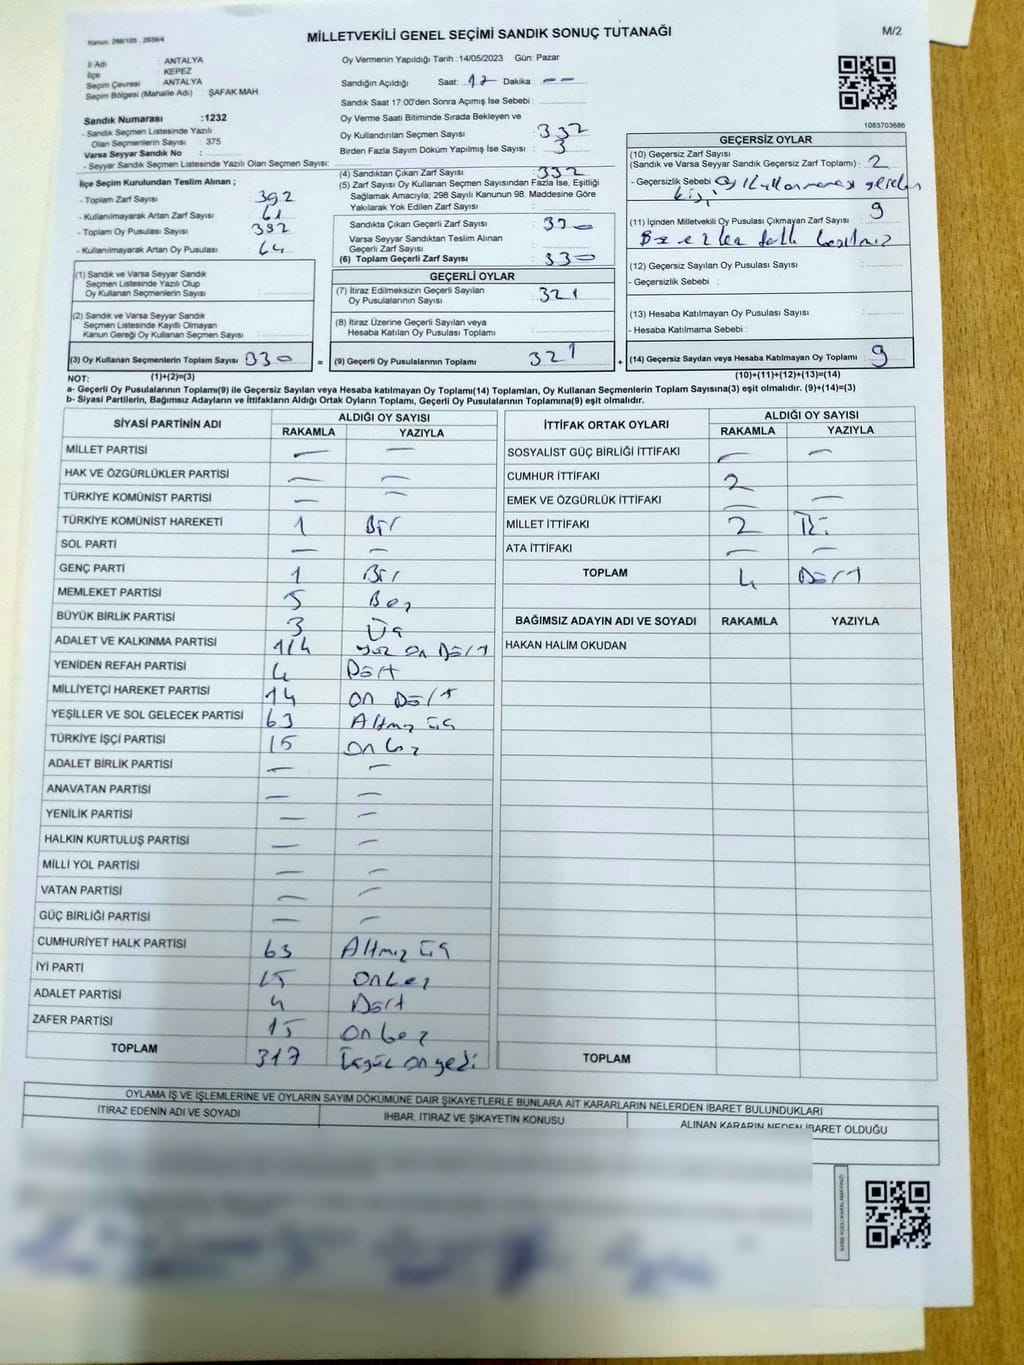 Kanun: 298/105 , 2839/4
MİLLETVEKİLİ GENEL SEÇİMİ SANDIK SONUÇ TUTANAĞI
M/2
İl Adı : ANTALYA
İlçe : KEPEZ
Seçim Çevresi : ANTALYA
Seçim Bölgesi (Mahalle Adı) : ŞAFAK MAH.
Sandık Numarası :1232
- Sandık Seçmen Listesinde Yazılı
Olan Seçmenlerin Sayısı : 375
Varsa Seyyar Sandık No :
- Seyyar Sandık Seçmen Listesinde Yazılı Olan Seçmen Sayısı:
Oy Vermenin Yapıldığı Tarih : 14/05/2023 Gün: Pazar
Sandığın Açıldığı Saat: 17 Dakika : --
Sandık Saat 17:00'den Sonra Açımış İse Sebebi :
Oy Verme Saati Bitiminde Sırada Bekleyen ve
Oy Kullandırılan Seçmen Sayısı : 332
Birden Fazla Sayım Döküm Yapılmış İse Sayısı : 3
1083703686
İlçe Seçim Kurulundan Teslim Alınan ;
- Toplam Zarf Sayısı : 392
- Kullanılmayarak Artan Zarf Sayısı : 61
- Toplam Oy Pusulası Sayısı : 392
- Kullanılmayarak Artan Oy Pusulası : 64
(4) Sandıktan Çıkan Zarf Sayısı : 332
(5) Zarf Sayısı Oy Kullanan Seçmen Sayısından Fazla İse, Eşitliği
Sağlamak Amacıyla; 298 Sayılı Kanunun 98. Maddesine Göre
Yakılarak Yok Edilen Zarf Sayısı :
Sandıkta Çıkan Geçerli Zarf Sayısı : 330
Varsa Seyyar Sandıktan Teslim Alınan
Geçerli Zarf Sayısı :
(6) Toplam Geçerli Zarf Sayısı : 330
GEÇERSİZ OYLAR
(10) Geçersiz Zarf Sayısı
(Sandık ve Varsa Seyyar Sandık Geçersiz Zarf Toplamı) : 2
- Geçersizlik Sebebi : Oy Kullanmaması gereken
kişi
(11) İçinden Milletvekili Oy Pusulası Çıkmayan Zarf Sayısı : 9
(12) Geçersiz Sayılan Oy Pusulası Sayısı :
- Geçersizlik Sebebi :
(13) Hesaba Katılmayan Oy Pusulası Sayısı :
- Hesaba Katılmama Sebebi :
(1) Sandık ve Varsa Seyyar Sandık
Seçmen Listesinde Yazılı Olup
Oy Kullanan Seçmenlerin Sayısı :
(2) Sandık ve Varsa Seyyar Sandık
Seçmen Listesinde Kayıtlı Olmayan
Kanun Gereği Oy Kullanan Seçmen Sayısı :
GEÇERLİ OYLAR
(7) İtiraz Edilmeksizin Geçerli Sayılan
Oy Pusulalarının Sayısı : 321
(8) İtiraz Üzerine Geçerli Sayılan veya
Hesaba Katılan Oy Pusulası Toplamı :
(3) Oy Kullanan Seçmenlerin Toplam Sayısı : 330 = (9) Geçerli Oy Pusulalarının Toplamı : 321 + (14) Geçersiz Sayılan veya Hesaba Katılmayan Oy Toplamı : 9
NOT: (1)+(2)=(3) (10)+(11)+(12)+(13)=(14)
a- Geçerli Oy Pusulalarının Toplamı(9) ile Geçersiz Sayılan veya Hesaba katılmayan Oy Toplamı(14) Toplamları, Oy Kullanan Seçmenlerin Toplam Sayısına(3) eşit olmalıdır. (9)+(14)=(3)
b- Siyasi Partilerin, Bağımsız Adayların ve İttifakların Aldığı Ortak Oyların Toplamı, Geçerli Oy Pusulalarının Toplamına(9) eşit olmalıdır.
SİYASİ PARTİNİN ADI ALDIĞI OY SAYISI
RAKAMLA YAZIYLA
MİLLET PARTİSİ — —
HAK VE ÖZGÜRLÜKLER PARTİSİ — —
TÜRKİYE KOMÜNİST PARTİSİ — —
TÜRKİYE KOMÜNİST HAREKETİ 1 Bir
SOL PARTİ — —
GENÇ PARTİ 1 Bir
MEMLEKET PARTİSİ 5 Beş
BÜYÜK BİRLİK PARTİSİ 3 Üç
ADALET VE KALKINMA PARTİSİ 114 yüz on Dört
YENİDEN REFAH PARTİSİ 4 Dört
MİLLİYETÇİ HAREKET PARTİSİ 14 on Dört
YEŞİLLER VE SOL GELECEK PARTİSİ 63 Altmış üç
TÜRKİYE İŞÇİ PARTİSİ 15 on beş
ADALET BİRLİK PARTİSİ — —
ANAVATAN PARTİSİ — —
YENİLİK PARTİSİ — —
HALKIN KURTULUŞ PARTİSİ — —
MİLLİ YOL PARTİSİ — —
VATAN PARTİSİ — —
GÜÇ BİRLİĞİ PARTİSİ — —
CUMHURİYET HALK PARTİSİ 63 Altmış üç
İYİ PARTİ 15 on beş
ADALET PARTİSİ 4 Dört
ZAFER PARTİSİ 15 on beş
TOPLAM 317 üçyüz onyedi
İTTİFAK ORTAK OYLARI ALDIĞI OY SAYISI
RAKAMLA YAZIYLA
SOSYALİST GÜÇ BİRLİĞİ İTTİFAKI — —
CUMHUR İTTİFAKI 2
EMEK VE ÖZGÜRLÜK İTTİFAKI — —
MİLLET İTTİFAKI 2 İki
ATA İTTİFAKI — —
TOPLAM 4 Dört
BAĞIMSIZ ADAYIN ADI VE SOYADI RAKAMLA YAZIYLA
HAKAN HALİM OKUDAN
TOPLAM
OYLAMA İŞ VE İŞLEMLERİNE VE OYLARIN SAYIM DÖKÜMÜNE DAİR ŞİKAYETLERLE BUNLARA AİT KARARLARIN NELERDEN İBARET BULUNDUKLARI
İTİRAZ EDENİN ADI VE SOYADI İHBAR, İTİRAZ VE ŞİKAYETİN KONUSU ALINAN KARARIN NEDEN İBARET OLDUĞU